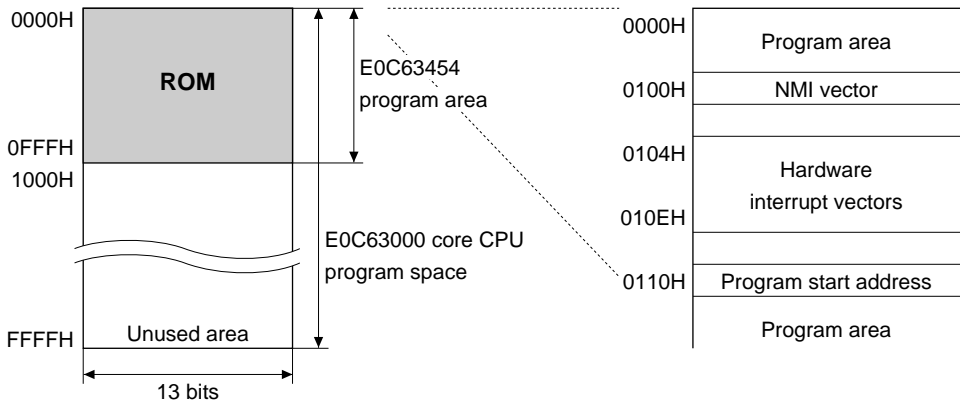 0000H
ROM
0FFFH
1000H
FFFFH
Unused area
13 bits
E0C63454
program area
E0C63000 core CPU
program space
0000H
Program area
0100H
NMI vector
0104H
Hardware
interrupt vectors
010EH
0110H
Program start address
Program area